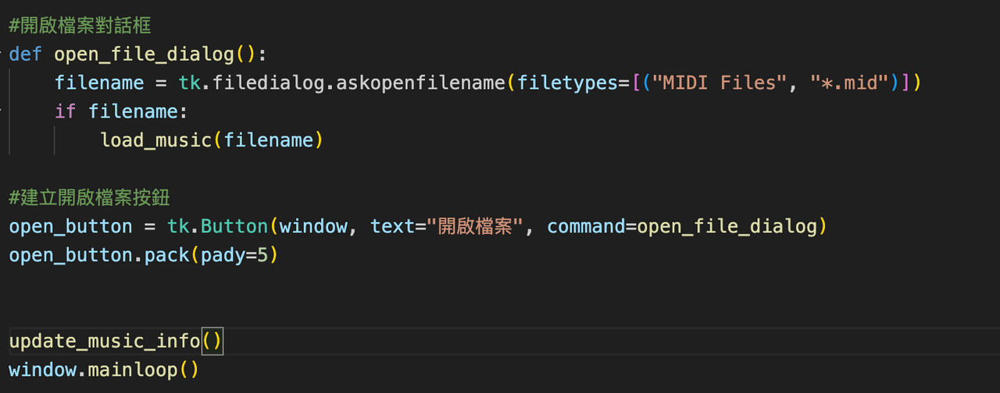 #開啟檔案對話框
def open_file_dialog():
    filename = tk.filedialog.askopenfilename(filetypes=[("MIDI Files", "*.mid")])
    if filename:
        load_music(filename)
#建立開啟檔案按鈕
open_button = tk.Button(window, text="開啟檔案", command=open_file_dialog)
open_button.pack(pady=5)
update_music_info()
window.mainloop()